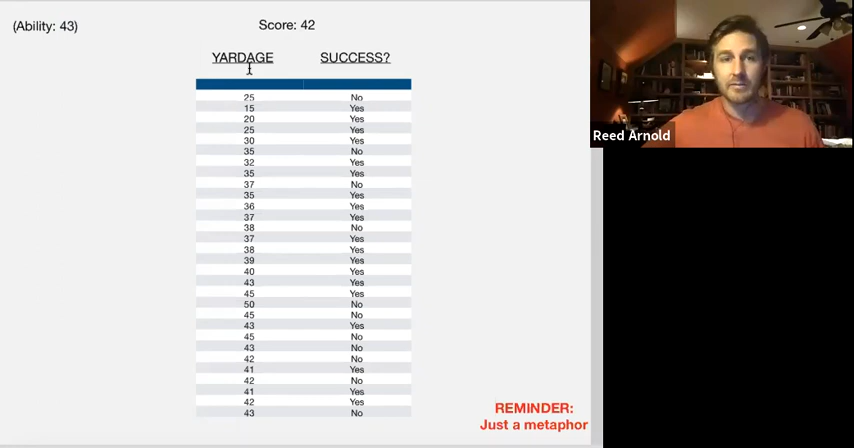 (Ability: 43)
Score: 42
YARDAGE SUCCESS?
25 No
15 Yes
20 Yes
25 Yes
30 Yes
35 No
32 Yes
35 Yes
37 No
35 Yes
36 Yes
37 Yes
38 No
37 Yes
38 Yes
39 Yes
40 Yes
43 Yes
45 Yes
50 No
45 No
43 Yes
45 No
43 No
42 No
41 Yes
42 No
41 Yes
42 Yes
43 No
REMINDER:
Just a metaphor
Reed Arnold